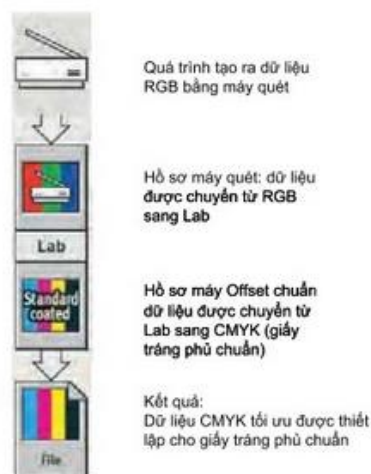 Quá trình tạo ra dữ liệu
RGB bằng máy quét
Hồ sơ máy quét: dữ liệu
được chuyển từ RGB
sang Lab
Lab
Hồ sơ máy Offset chuẩn
dữ liệu được chuyển từ
Lab sang CMYK (giấy
tráng phủ chuẩn)
Standard
coated
Kết quả:
Dữ liệu CMYK tối ưu được thiết
lập cho giấy tráng phủ chuẩn
File